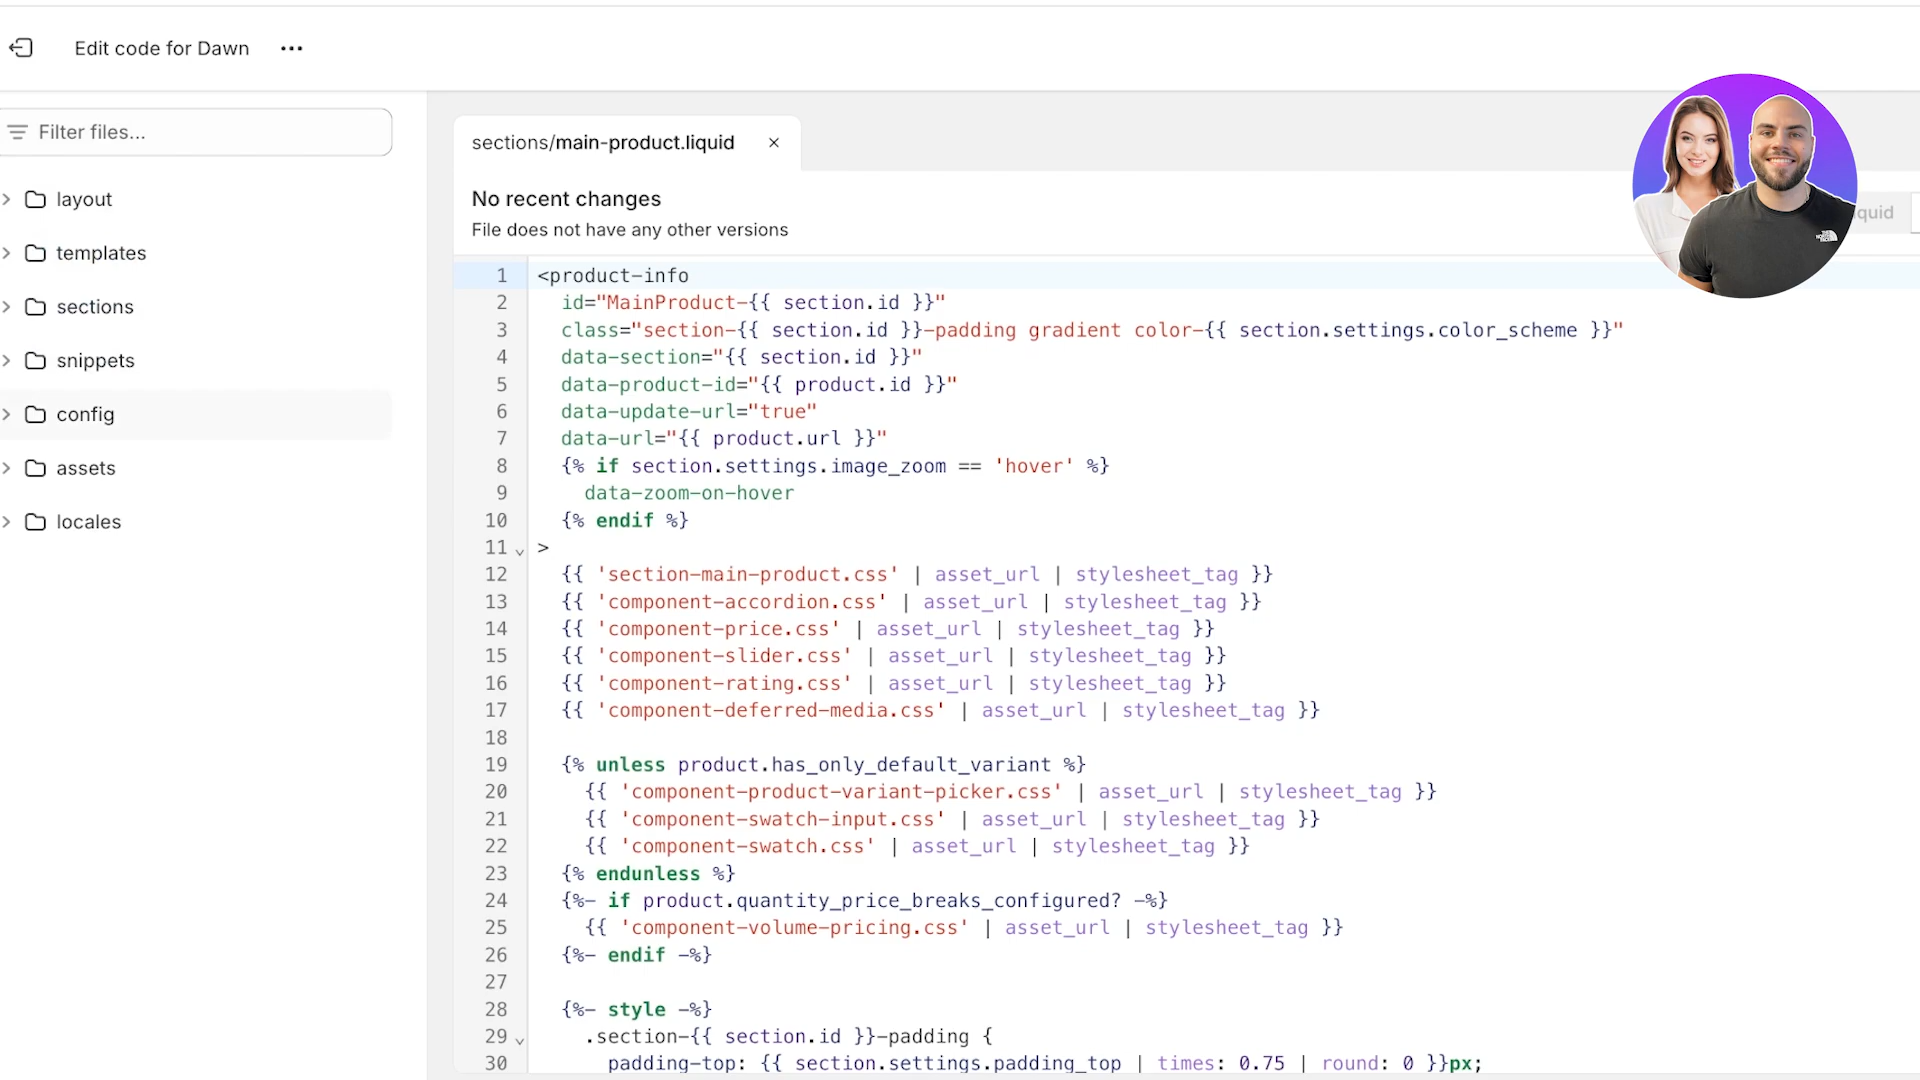 Edit code for Dawn
Filter files...
layout
templates
sections
snippets
config
assets
locales
sections/main-product.liquid
No recent changes
File does not have any other versions
quid
THE NORTH FACE
1 <product-info
2 id="MainProduct-{{ section.id }}"
3 class="section-{{ section.id }}-padding gradient color-{{ section.settings.color_scheme }}"
4 data-section="{{ section.id }}"
5 data-product-id="{{ product.id }}"
6 data-update-url="true"
7 data-url="{{ product.url }}"
8 {% if section.settings.image_zoom == 'hover' %}
9 data-zoom-on-hover
10 {% endif %}
11 >
12 {{ 'section-main-product.css' | asset_url | stylesheet_tag }}
13 {{ 'component-accordion.css' | asset_url | stylesheet_tag }}
14 {{ 'component-price.css' | asset_url | stylesheet_tag }}
15 {{ 'component-slider.css' | asset_url | stylesheet_tag }}
16 {{ 'component-rating.css' | asset_url | stylesheet_tag }}
17 {{ 'component-deferred-media.css' | asset_url | stylesheet_tag }}
18
19 {% unless product.has_only_default_variant %}
20 {{ 'component-product-variant-picker.css' | asset_url | stylesheet_tag }}
21 {{ 'component-swatch-input.css' | asset_url | stylesheet_tag }}
22 {{ 'component-swatch.css' | asset_url | stylesheet_tag }}
23 {% endunless %}
24 {%- if product.quantity_price_breaks_configured? -%}
25 {{ 'component-volume-pricing.css' | asset_url | stylesheet_tag }}
26 {%- endif -%}
27
28 {%- style -%}
29 .section-{{ section.id }}-padding {
30 padding-top: {{ section.settings.padding_top | times: 0.75 | round: 0 }}px;